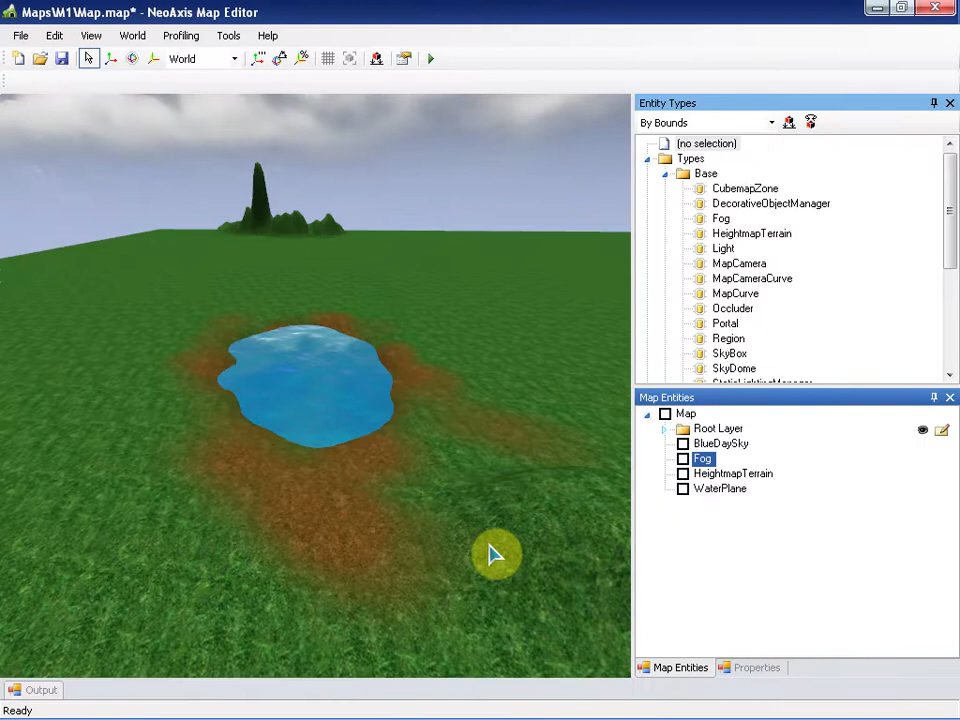 Maps\M1\Map.map* - NeoAxis Map Editor
File Edit View World Profiling Tools Help
World
Entity Types
By Bounds
(no selection)
Types
Base
CubemapZone
DecorativeObjectManager
Fog
HeightmapTerrain
Light
MapCamera
MapCameraCurve
MapCurve
Occluder
Portal
Region
SkyBox
SkyDome
StaticLightingManager
Map Entities
Map
Root Layer
BlueDaySky
Fog
HeightmapTerrain
WaterPlane
Map Entities Properties
Output
Ready